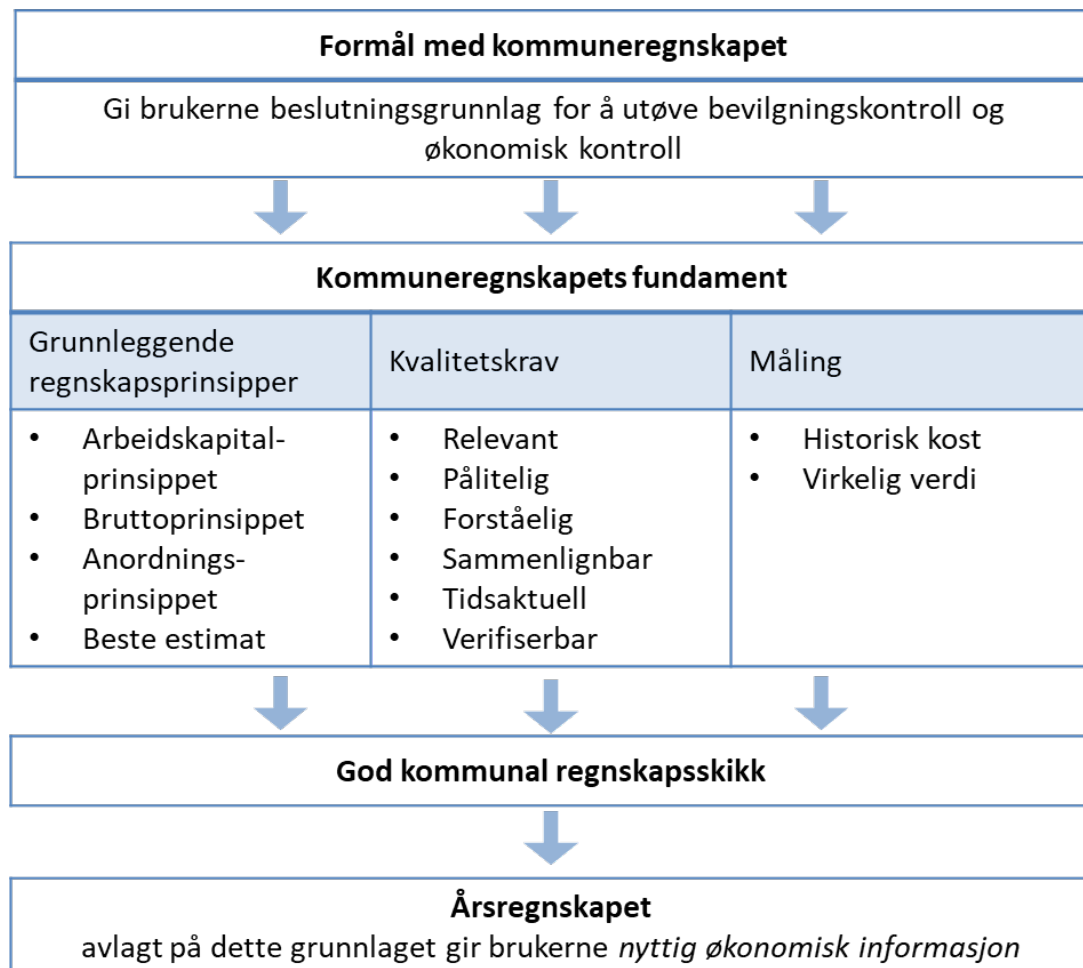 Formål med kommuneregnskapet
Gi brukerne beslutningsgrunnlag for å utøve bevilgningskontroll og
økonomisk kontroll
Kommuneregnskapets fundament
Grunnleggende
regnskapsprinsipper
• Arbeidskapital-
prinsippet
• Bruttoprinsippet
• Anordnings-
prinsippet
• Beste estimat
Kvalitetskrav
• Relevant
• Pålitelig
• Forståelig
• Sammenlignbar
• Tidsaktuell
• Verifiserbar
Måling
• Historisk kost
• Virkelig verdi
God kommunal regnskapsskikk
Årsregnskapet
avlagt på dette grunnlaget gir brukerne nyttig økonomisk informasjon